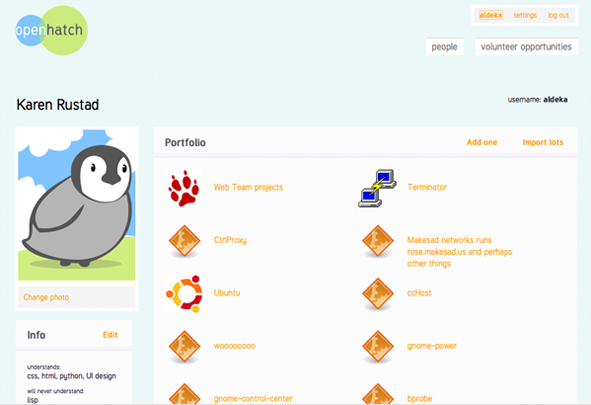 openhatch
aldeka settings log out
people volunteer opportunities
Karen Rustad
username: aldeka
Portfolio Add one Import lots
Web Team projects
Terminator
CtrlProxy
Makesad networks runs
rose.makesad.us and perhaps
other things
Ubuntu
ccHost
woooooooo
gnome-power
gnome-control-center
bprobe
Change photo
Info Edit
understands:
css, html, python, UI design
will never understand:
lisp